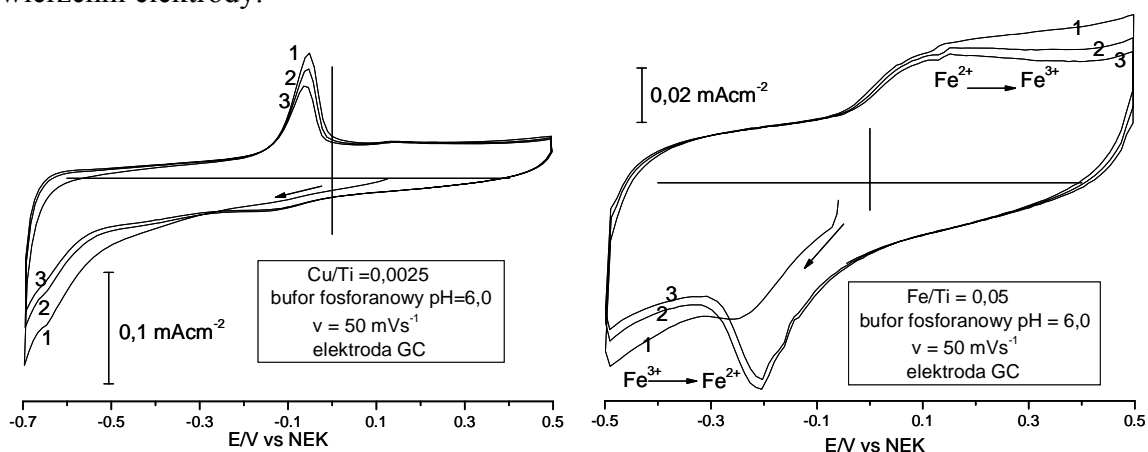 wierzchni elektrody.
1
2
3
3
2
1
0,1 mAcm-2
Cu/Ti =0,0025
bufor fosforanowy pH=6,0
v = 50 mVs-1
elektroda GC
-0.7 -0.5 -0.3 -0.1 0.1 0.3 0.5
E/V vs NEK
1
2
3
0,02 mAcm-2
Fe2+ → Fe3+
3
2
1
Fe3+ → Fe2+
Fe/Ti = 0,05
bufor fosforanowy pH = 6,0
v = 50 mVs-1
elektroda GC
-0.5 -0.3 -0.1 0.1 0.3 0.5
E/V vs NEK